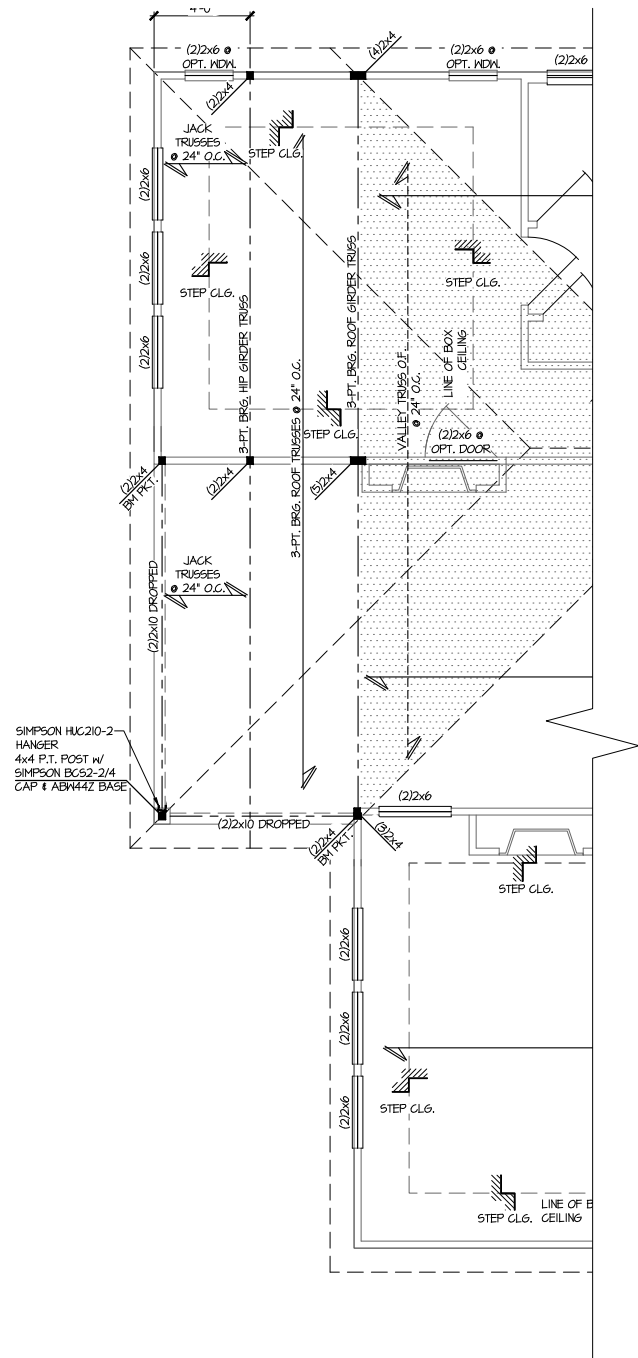 4'-0"
(2)2x6 @
OPT. WDW.
(4)2x4
(2)2x6 @
OPT. WDW.
(2)2x6
(2)2x4
JACK
TRUSSES
@ 24" O.C.
STEP CLG.
(2)2x6
(2)2x6
(2)2x6
STEP CLG.
STEP CLG.
3-PT. BRG. HIP GIRDER TRUSS
3-PT. BRG. ROOF TRUSSES @ 24" O.C.
3-PT. BRG. ROOF GIRDER TRUSS
VALLEY TRUSS O.F.
@ 24" O.C.
LINE OF BOX
CEILING
STEP CLG.
(2)2x6 @
OPT. DOOR
(2)2x4
BM PKT.
(2)2x4
(5)2x4
JACK
TRUSSES
@ 24" O.C.
(2)2x10 DROPPED
SIMPSON HUC210-2
HANGER
4x4 P.T. POST w/
SIMPSON BCS2-2/4
CAP & ABW44Z BASE
(2)2x10 DROPPED
(2)2x4
BM PKT.
(3)2x4
(2)2x6
STEP CLG.
(2)2x6
(2)2x6
(2)2x6
STEP CLG.
STEP CLG.
LINE OF B
CEILING